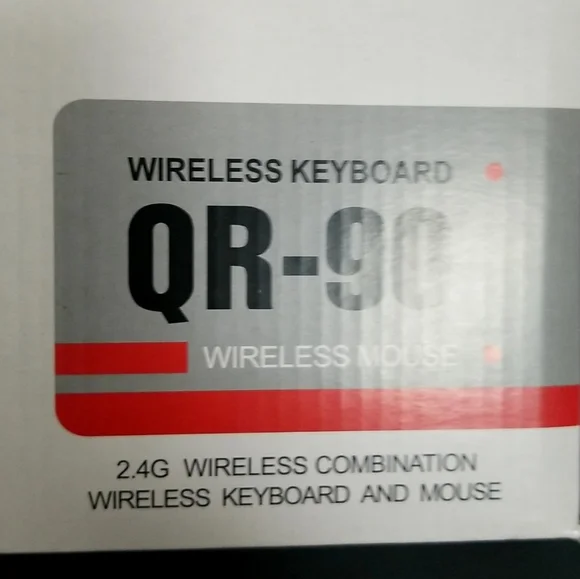 WIRELESS KEYBOARD
QR-90
WIRELESS MOUSE
2.4G WIRELESS COMBINATION
WIRELESS KEYBOARD AND MOUSE